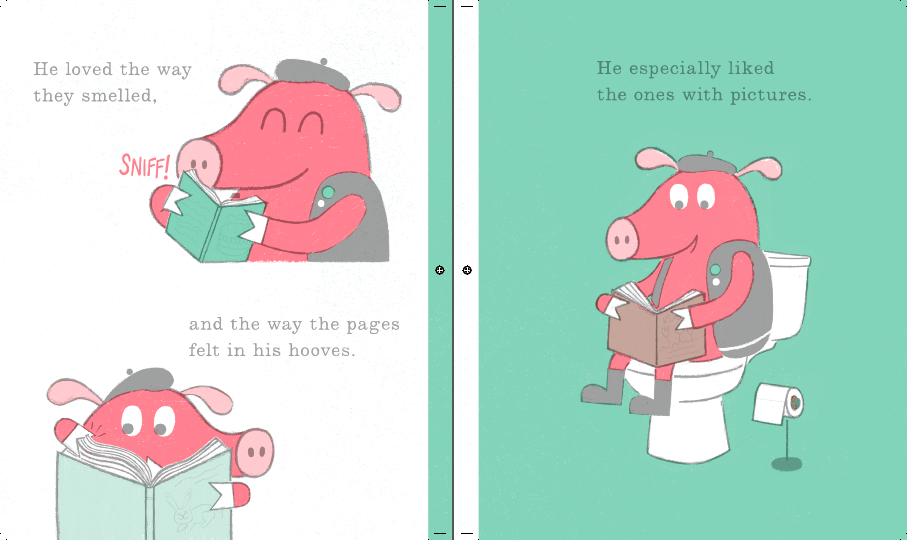 He loved the way
they smelled,
SNIFF!
and the way the pages
felt in his hooves.
He especially liked
the ones with pictures.